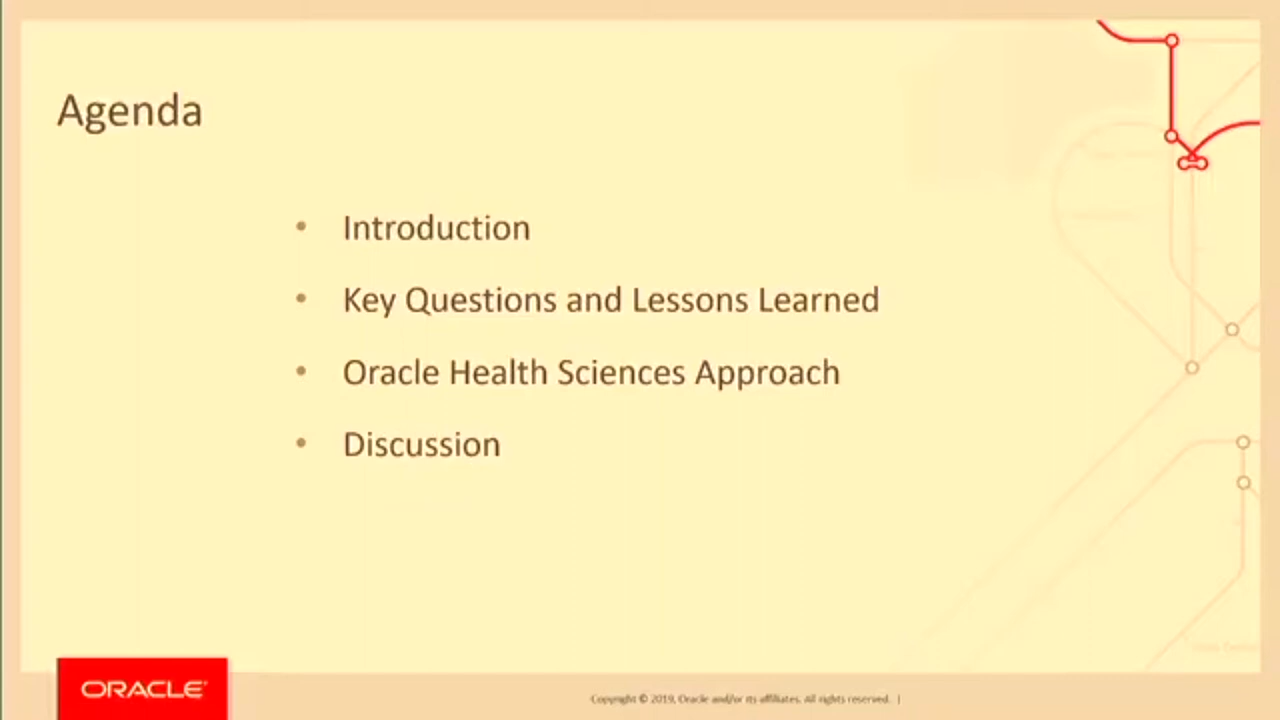 Agenda
• Introduction
• Key Questions and Lessons Learned
• Oracle Health Sciences Approach
• Discussion
ORACLE
Copyright © 2019, Oracle and/or its affiliates. All rights reserved. |